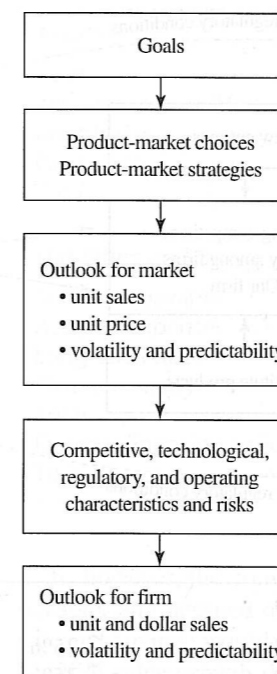 Goals
Product-market choices
Product-market strategies
Outlook for market
• unit sales
• unit price
• volatility and predictability
Competitive, technological,
regulatory, and operating
characteristics and risks
Outlook for firm
• unit and dollar sales
• volatility and predictability